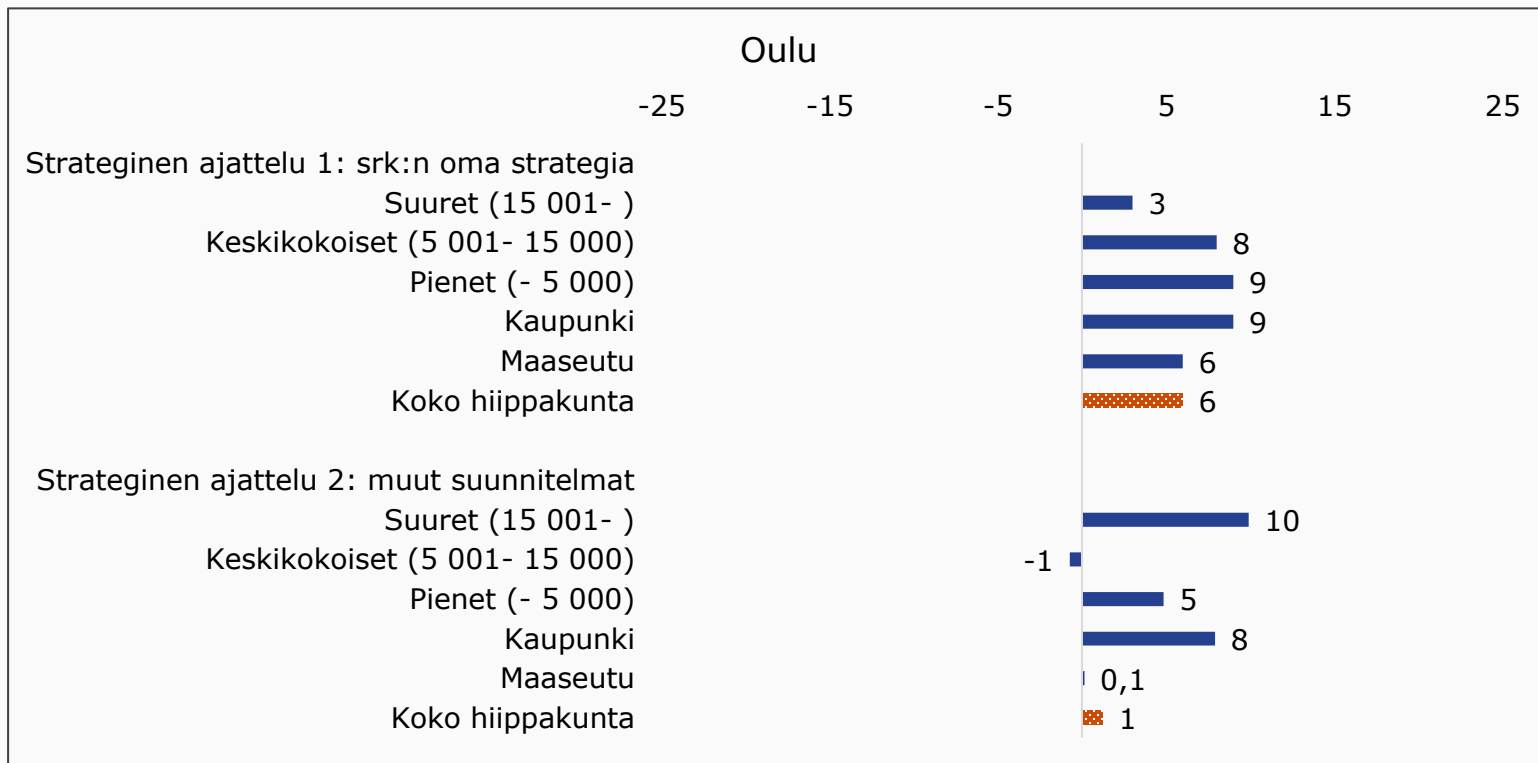 Oulu
-25 -15 -5 5 15 25
Strateginen ajattelu 1: srk:n oma strategia
Suuret (15 001- ) 3
Keskikokoiset (5 001- 15 000) 8
Pienet (- 5 000) 9
Kaupunki 9
Maaseutu 6
Koko hiippakunta 6
Strateginen ajattelu 2: muut suunnitelmat
Suuret (15 001- ) 10
Keskikokoiset (5 001- 15 000) -1
Pienet (- 5 000) 5
Kaupunki 8
Maaseutu 0,1
Koko hiippakunta 1